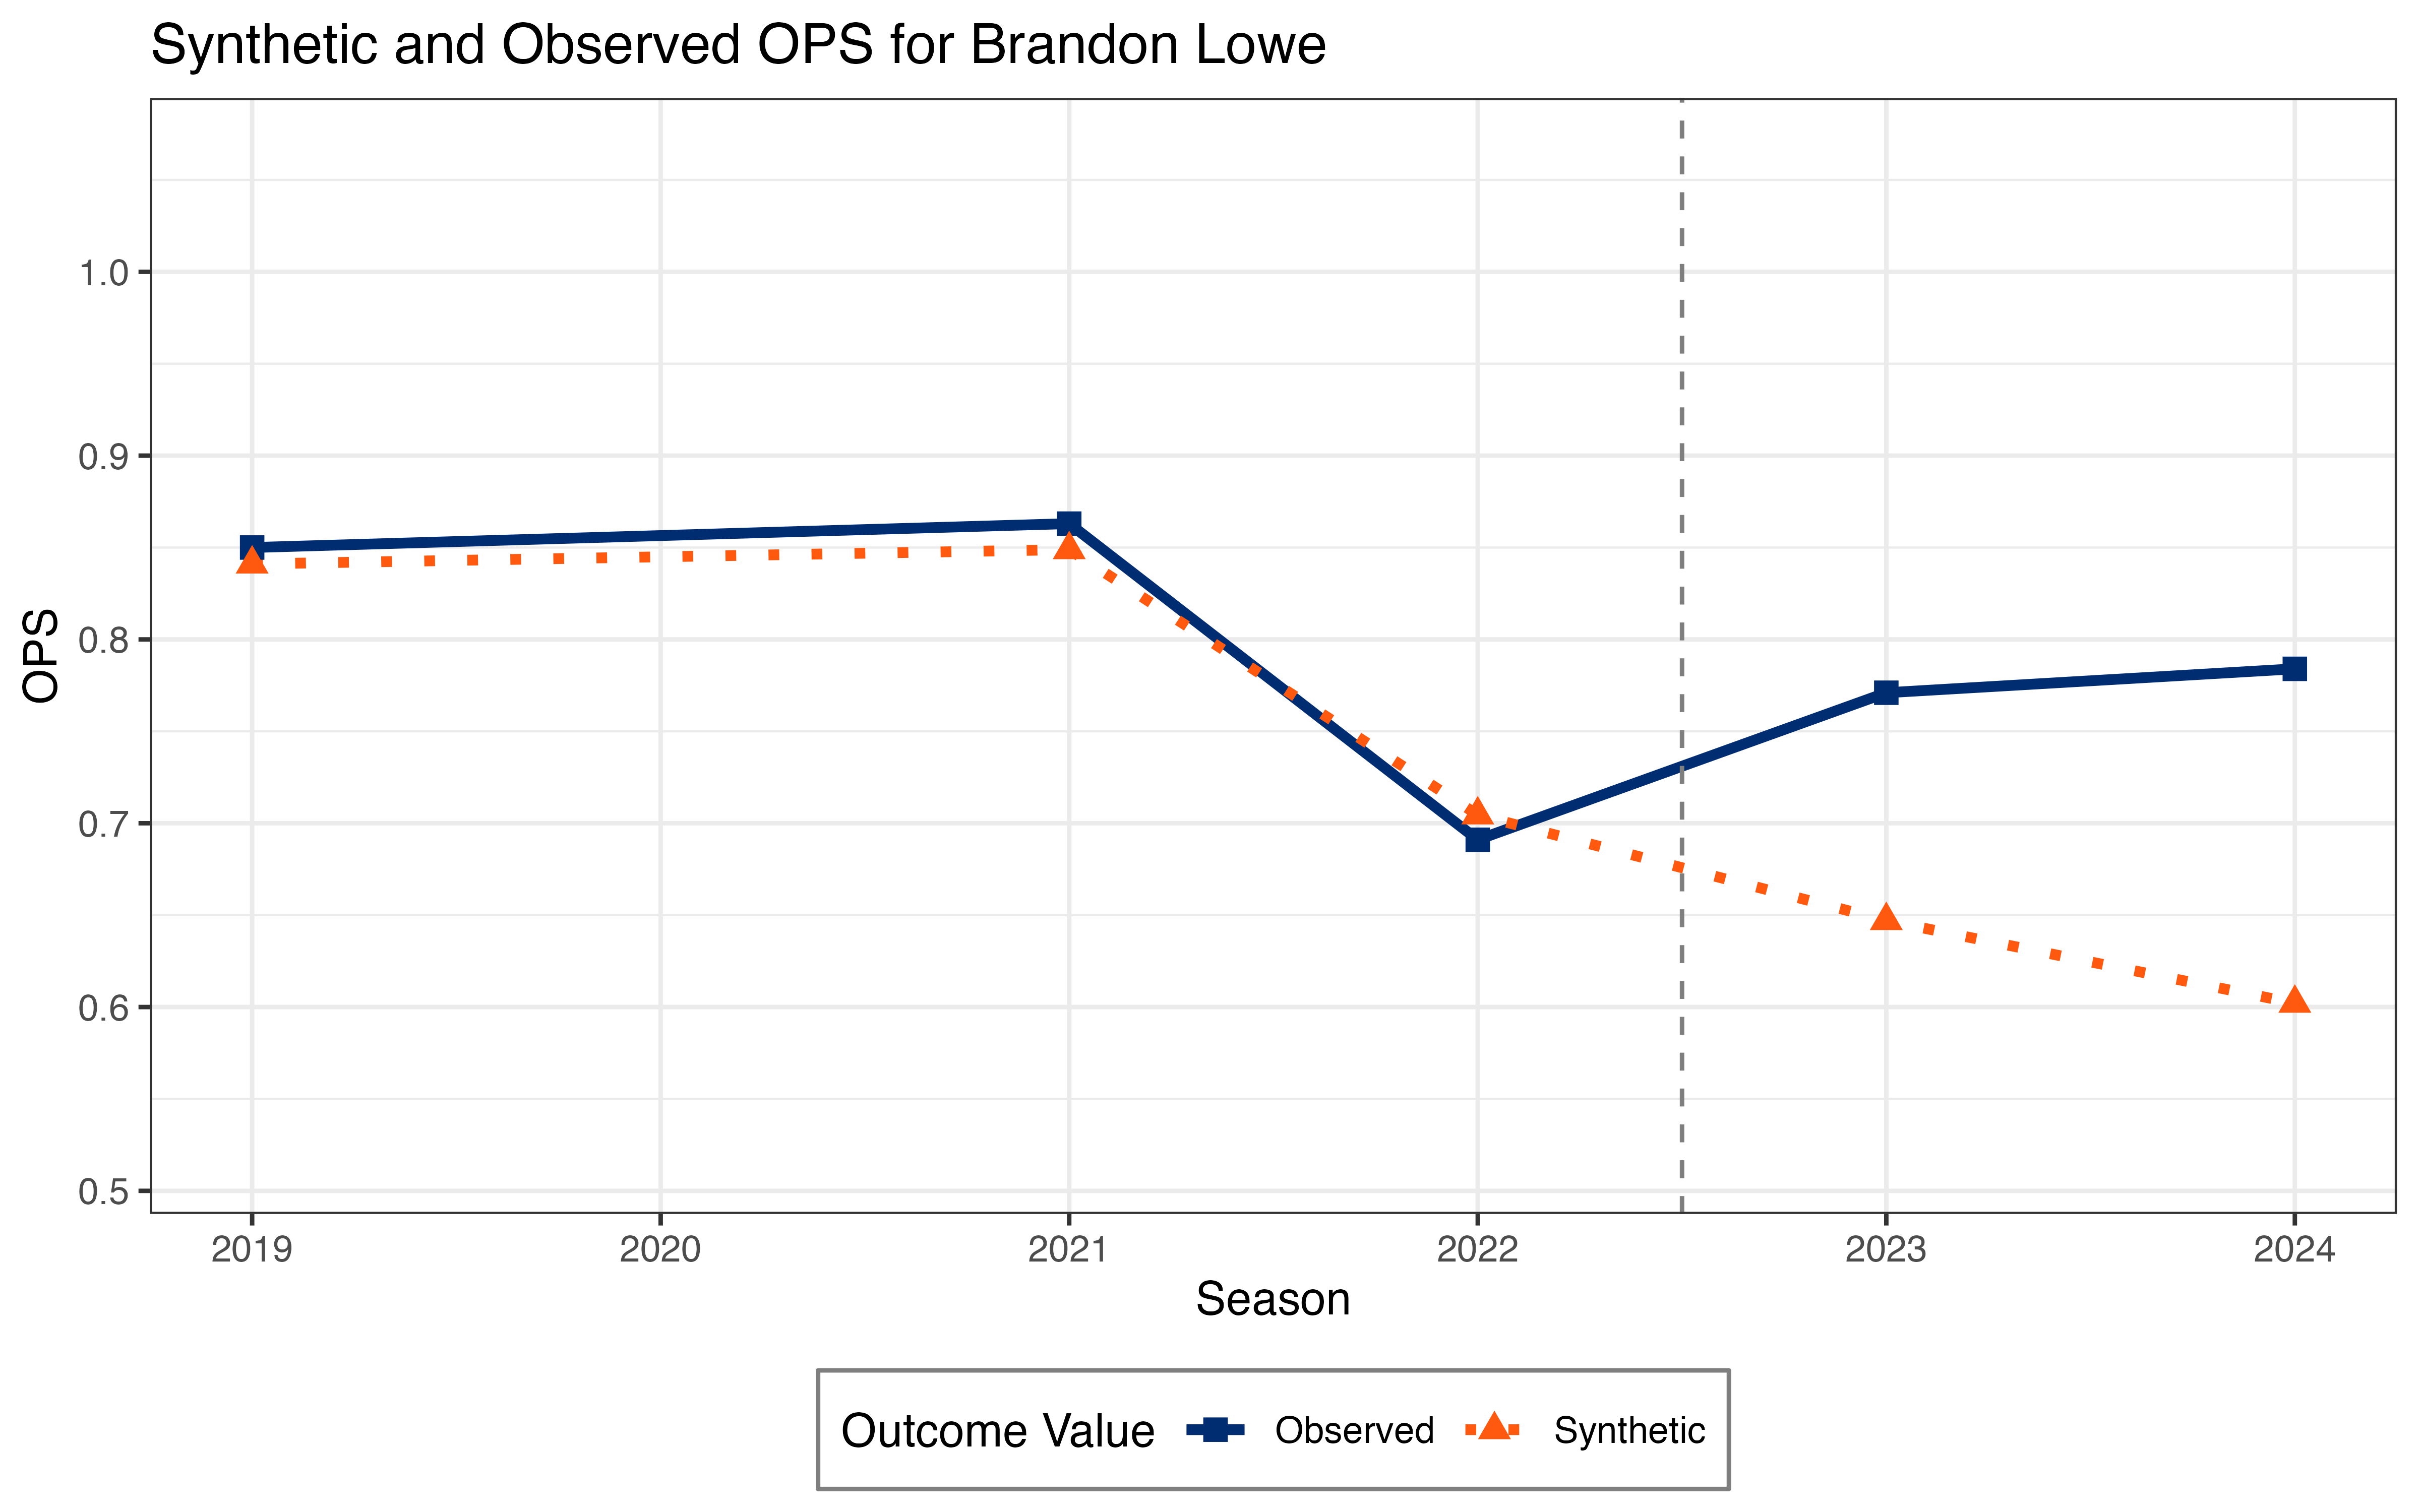 Synthetic and Observed OPS for Brandon Lowe
OPS
1.0
0.9
0.8
0.7
0.6
0.5
2019 2020 2021 2022 2023 2024
Season
Outcome Value Observed Synthetic